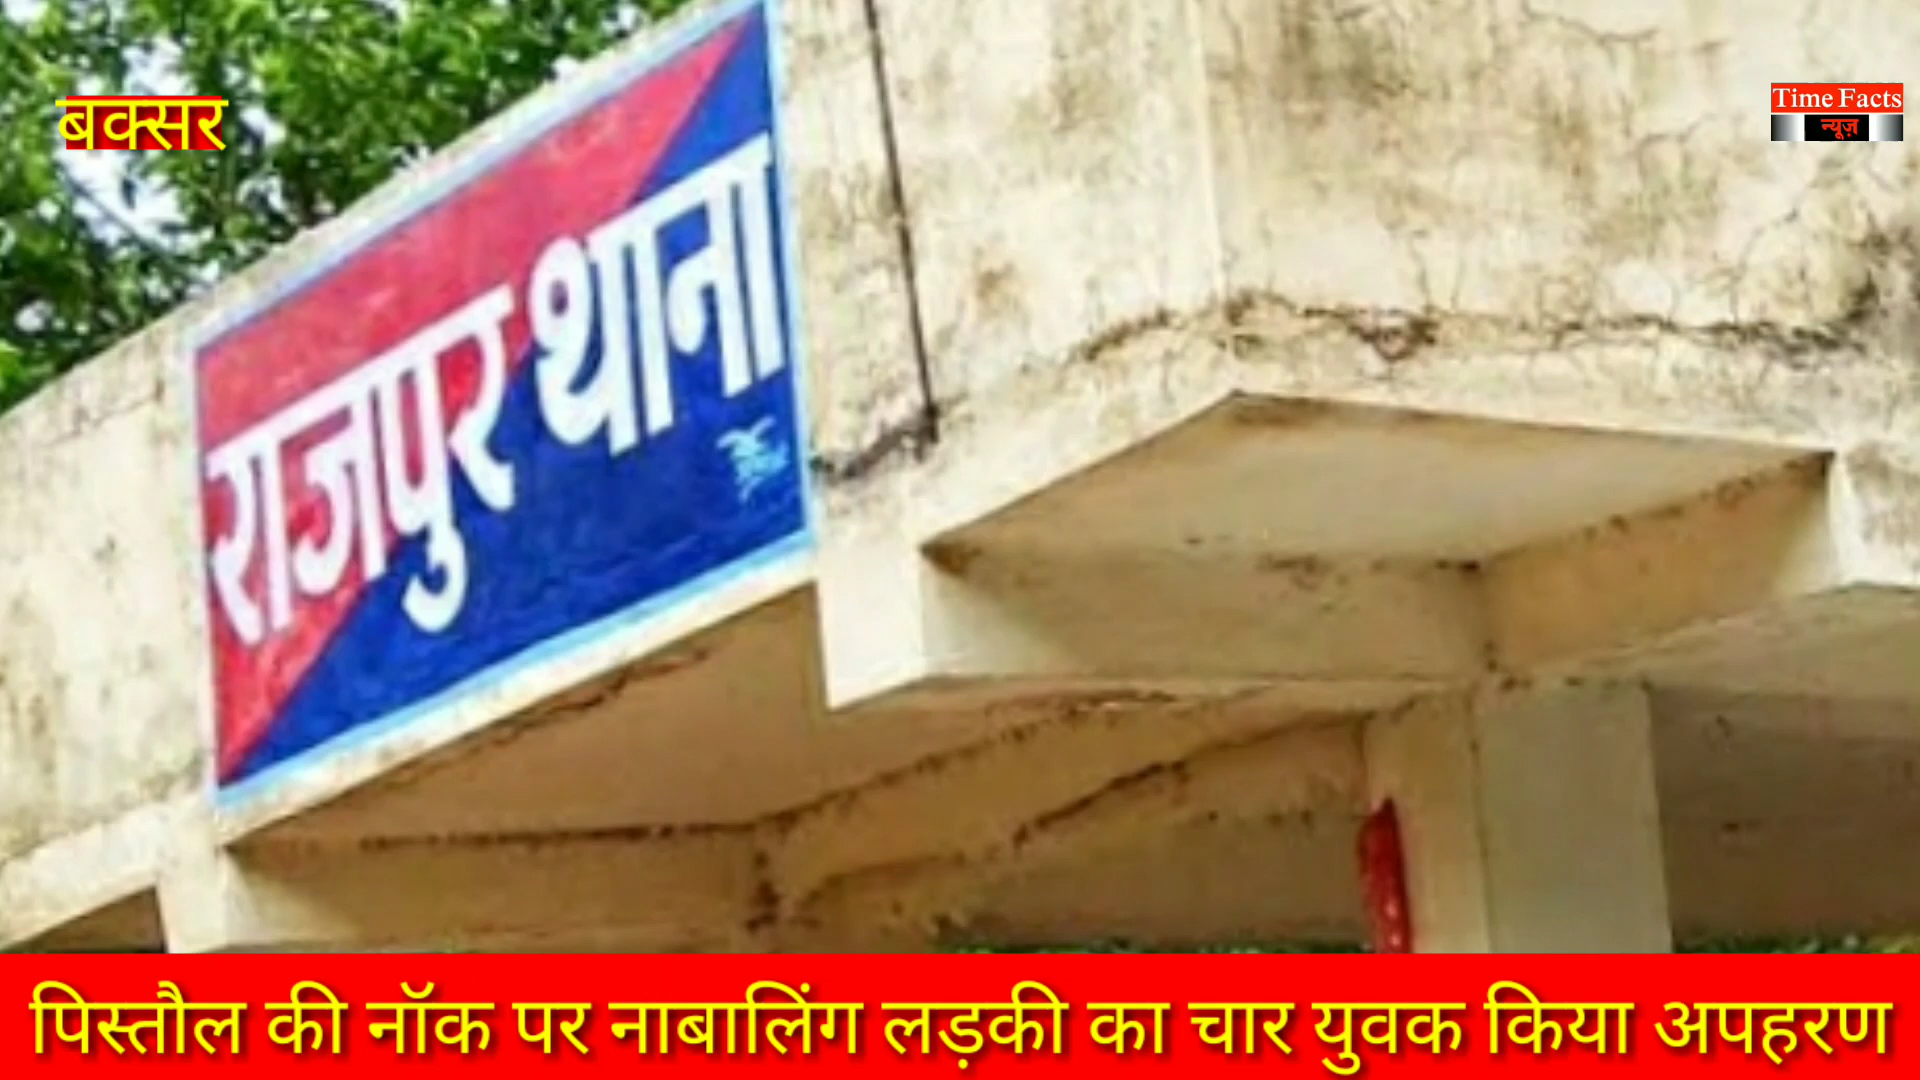 बक्सर
Time Facts
न्यूज़
राजपुर थाना
पिस्तौल की नॉक पर नाबालिंग लड़की का चार युवक किया अपहरण